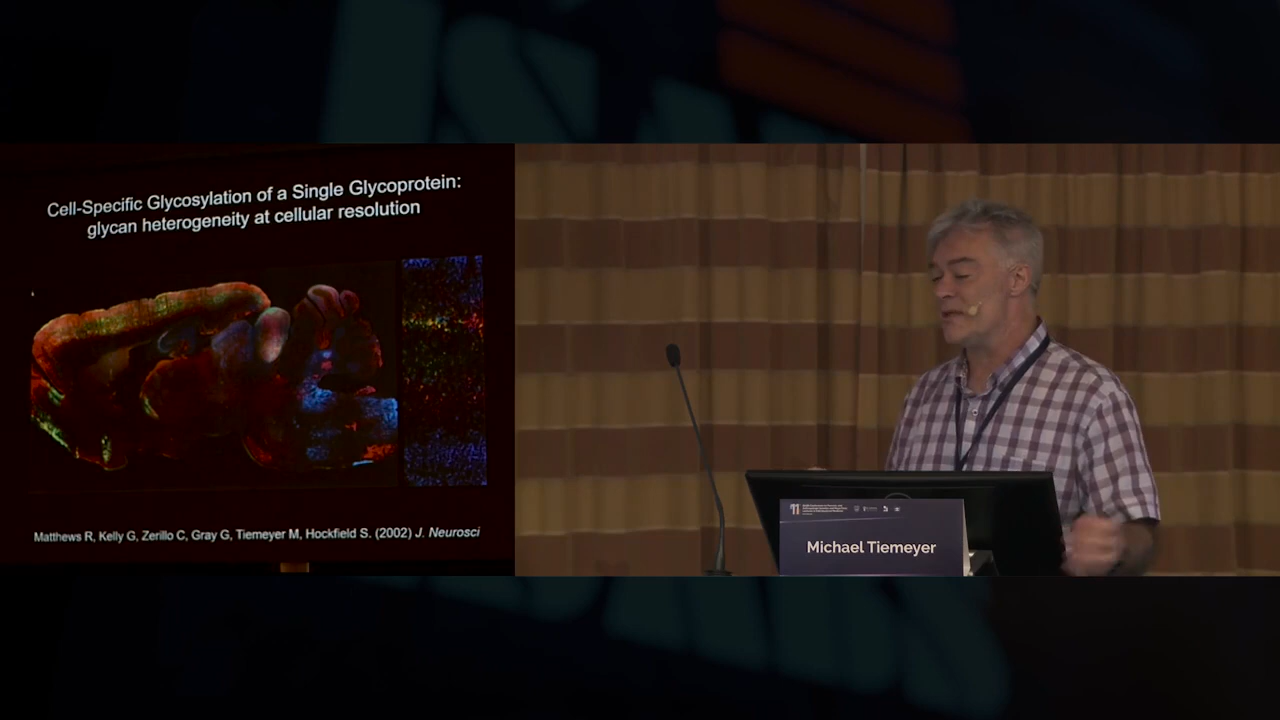 Cell-Specific Glycosylation of a Single Glycoprotein:
glycan heterogeneity at cellular resolution
Matthews R, Kelly G, Zerillo C, Gray G, Tiemeyer M, Hockfield S. (2002) J. Neurosci
11
Michael Tiemeyer